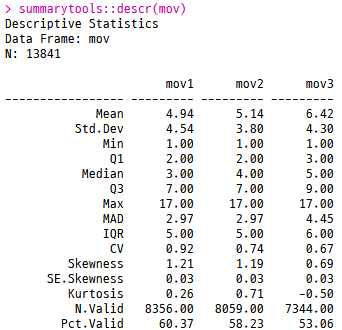 > summarytools::descr(mov)
Descriptive Statistics
Data Frame: mov
N: 13841
mov1 mov2 mov3
----------------- --------- --------- ---------
Mean 4.94 5.14 6.42
Std.Dev 4.54 3.80 4.30
Min 1.00 1.00 1.00
Q1 2.00 2.00 3.00
Median 3.00 4.00 5.00
Q3 7.00 7.00 9.00
Max 17.00 17.00 17.00
MAD 2.97 2.97 4.45
IQR 5.00 5.00 6.00
CV 0.92 0.74 0.67
Skewness 1.21 1.19 0.69
SE.Skewness 0.03 0.03 0.03
Kurtosis 0.26 0.71 -0.50
N.Valid 8356.00 8059.00 7344.00
Pct.Valid 60.37 58.23 53.06